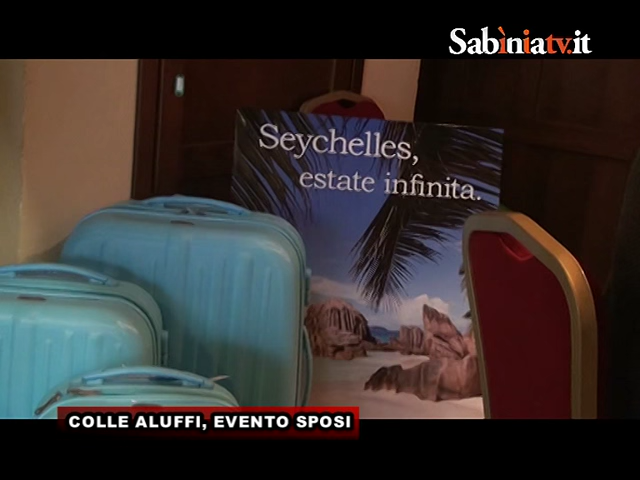 Sabìniatv.it
Seychelles,
estate infinita.
COLLE ALUFFI, EVENTO SPOSI